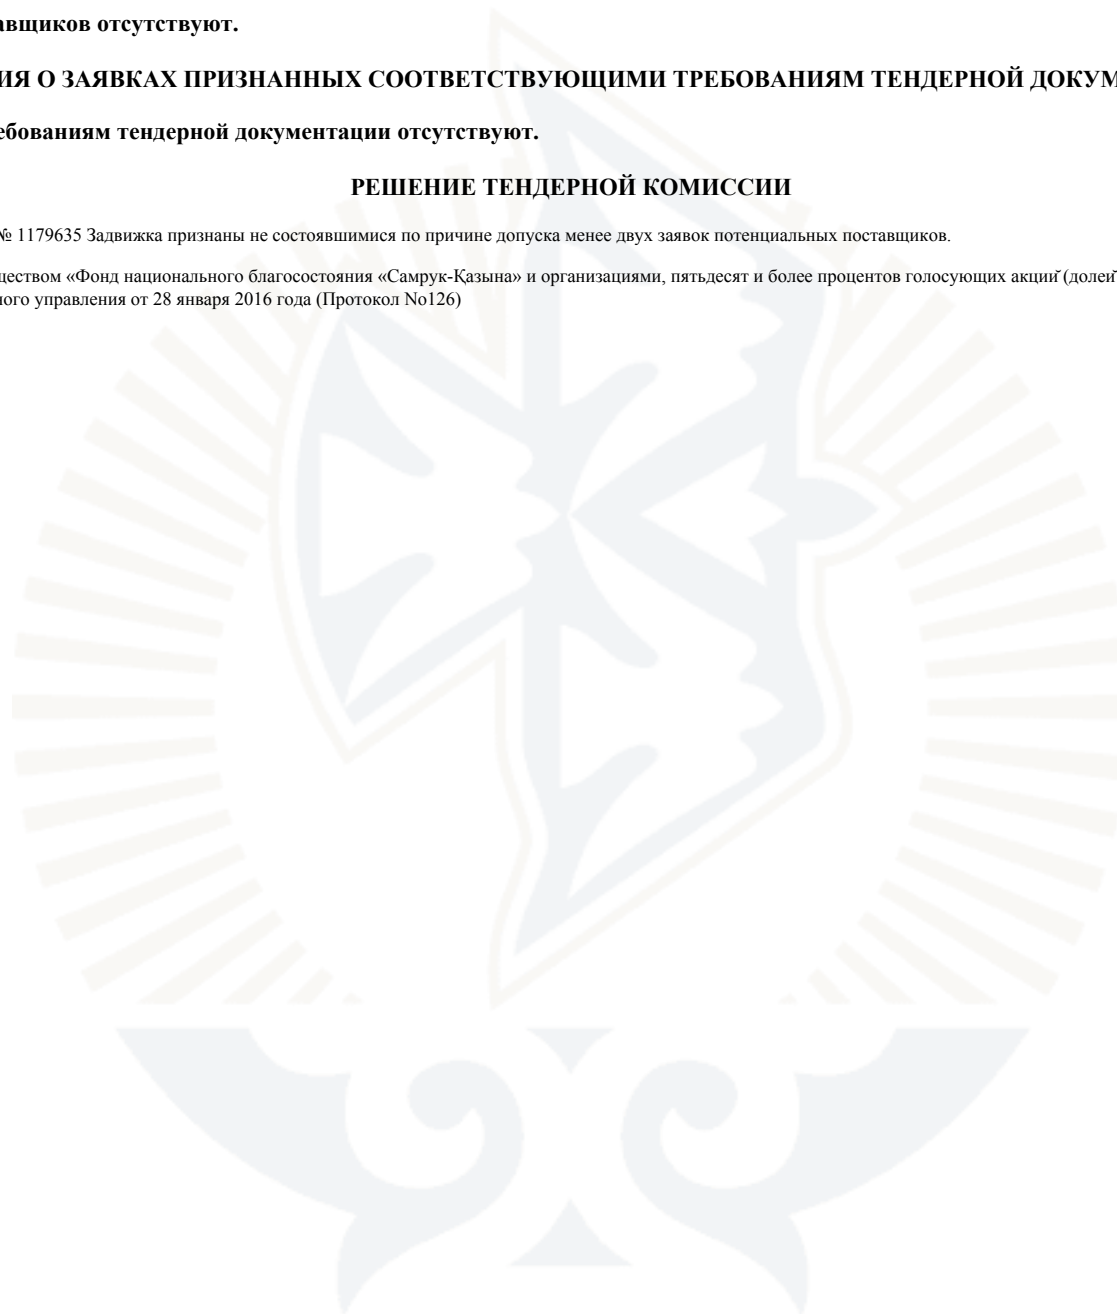 авщиков отсутствуют.
ИЯ О ЗАЯВКАХ ПРИЗНАННЫХ СООТВЕТСТВУЮЩИМИ ТРЕБОВАНИЯМ ТЕНДЕРНОЙ ДОКУМ
ебованиям тендерной документации отсутствуют.
РЕШЕНИЕ ТЕНДЕРНОЙ КОМИССИИ
№ 1179635 Задвижка признаны не состоявшимися по причине допуска менее двух заявок потенциальных поставщиков.
цеством «Фонд национального благосостояния «Самрук-Қазына» и организациями, пятьдесят и более процентов голосующих акций (долей
ного управления от 28 января 2016 года (Протокол No126)